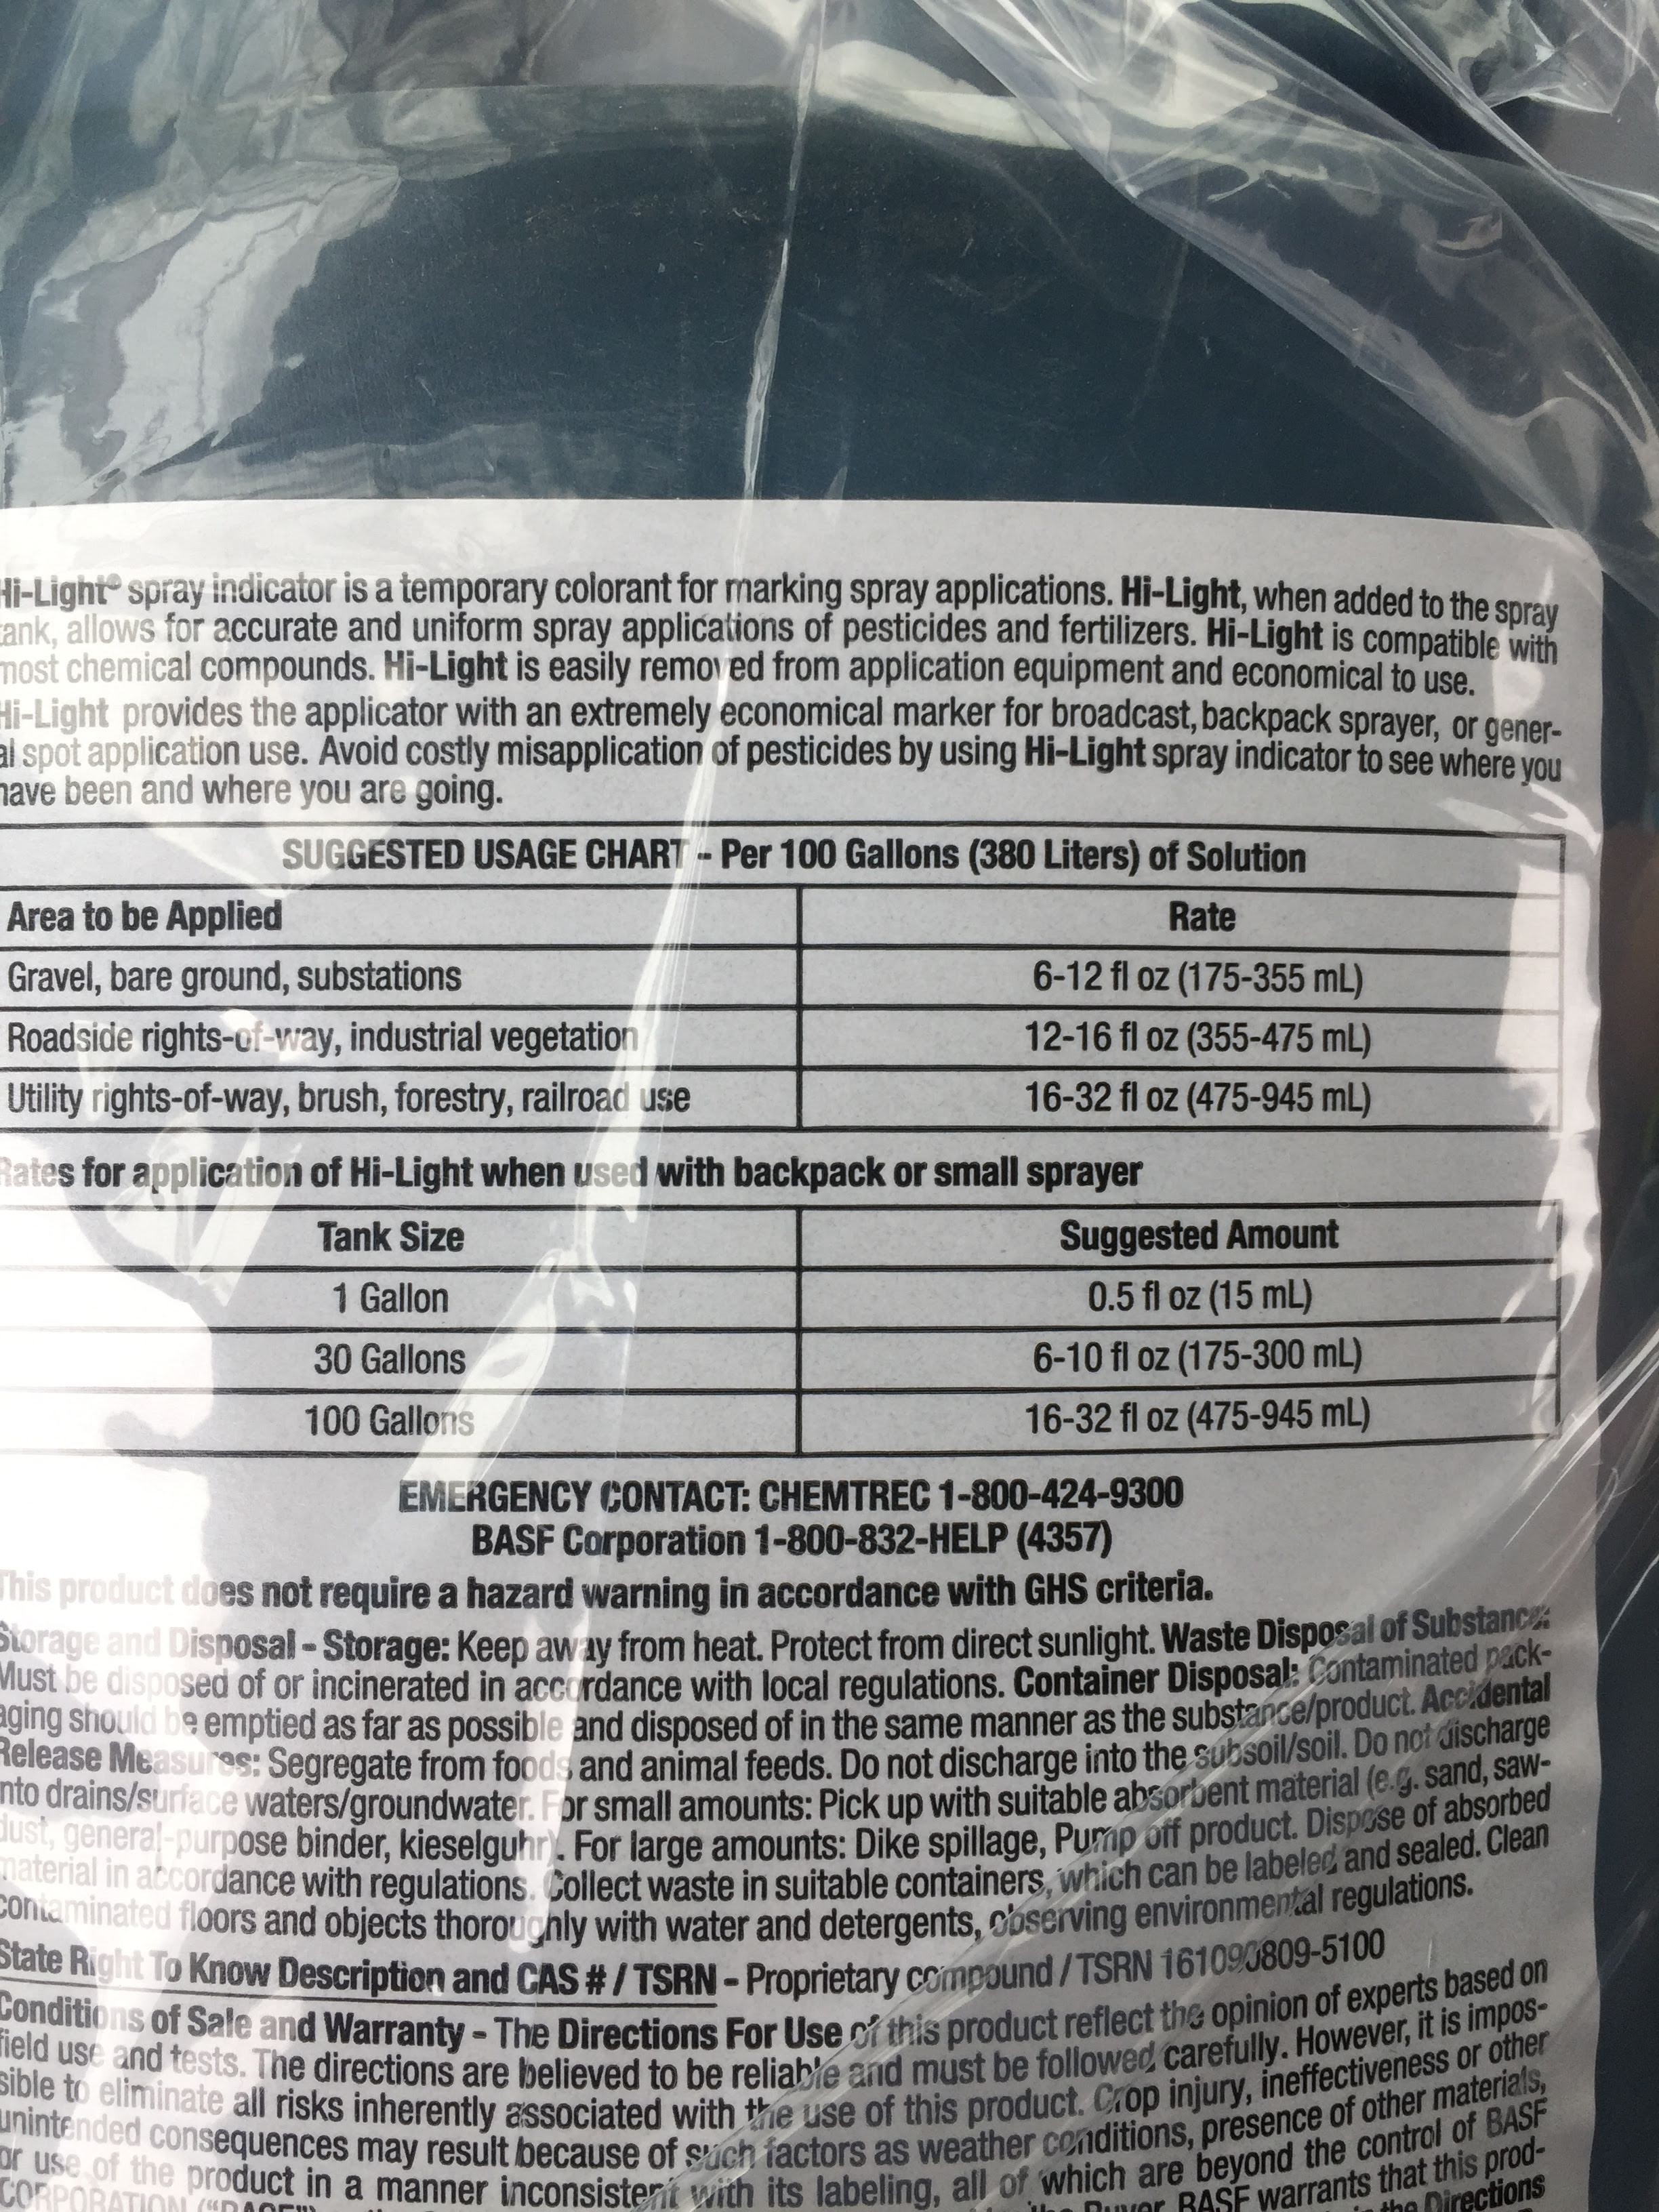 Hi-Light® spray indicator is a temporary colorant for marking spray applications. Hi-Light, when added to the spray
tank, allows for accurate and uniform spray applications of pesticides and fertilizers. Hi-Light is compatible with
most chemical compounds. Hi-Light is easily removed from application equipment and economical to use.
Hi-Light provides the applicator with an extremely economical marker for broadcast, backpack sprayer, or gener-
al spot application use. Avoid costly misapplication of pesticides by using Hi-Light spray indicator to see where you
have been and where you are going.
SUGGESTED USAGE CHART - Per 100 Gallons (380 Liters) of Solution
Area to be Applied Rate
Gravel, bare ground, substations 6-12 fl oz (175-355 mL)
Roadside rights-of-way, industrial vegetation 12-16 fl oz (355-475 mL)
Utility rights-of-way, brush, forestry, railroad use 16-32 fl oz (475-945 mL)
Rates for application of Hi-Light when used with backpack or small sprayer
Tank Size Suggested Amount
1 Gallon 0.5 fl oz (15 mL)
30 Gallons 6-10 fl oz (175-300 mL)
100 Gallons 16-32 fl oz (475-945 mL)
EMERGENCY CONTACT: CHEMTREC 1-800-424-9300
BASF Corporation 1-800-832-HELP (4357)
This product does not require a hazard warning in accordance with GHS criteria.
Storage and Disposal - Storage: Keep away from heat. Protect from direct sunlight. Waste Disposal of Substance:
Must be disposed of or incinerated in accordance with local regulations. Container Disposal: Contaminated pack-
aging should be emptied as far as possible and disposed of in the same manner as the substance/product. Accidental
Release Measures: Segregate from foods and animal feeds. Do not discharge into the subsoil/soil. Do not discharge
into drains/surface waters/groundwater. For small amounts: Pick up with suitable absorbent material (e.g. sand, saw-
dust, general-purpose binder, kieselguhr). For large amounts: Dike spillage, Pump off product. Dispose of absorbed
material in accordance with regulations. Collect waste in suitable containers, which can be labeled and sealed. Clean
contaminated floors and objects thoroughly with water and detergents, observing environmental regulations.
State Right To Know Description and CAS # / TSRN - Proprietary compound / TSRN 161090809-5100
Conditions of Sale and Warranty - The Directions For Use of this product reflect the opinion of experts based on
field use and tests. The directions are believed to be reliable and must be followed carefully. However, it is impos-
sible to eliminate all risks inherently associated with the use of this product. Crop injury, ineffectiveness or other
unintended consequences may result because of such factors as weather conditions, presence of other materials,
or use of the product in a manner inconsistent with its labeling, all of which are beyond the control of BASF
CORPORATION ("BASF") the Buyer. BASF warrants that this prod-
the Directions